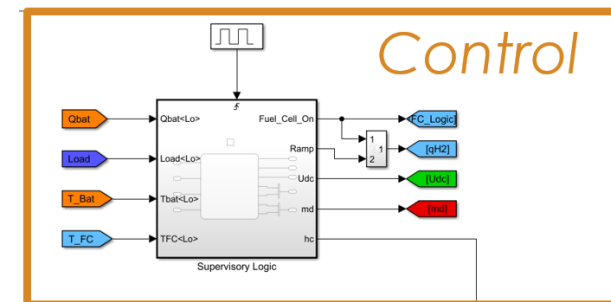 Control
Qbat
Load
T_Bat
T_FC
Qbat<Lo>
Load<Lo>
Tbat<Lo>
TFC<Lo>
Fuel_Cell_On
Ramp
Udc
md
hc
1
2
1
FC_Logic]
[qH2]
[Udc]
[md]
Supervisory Logic